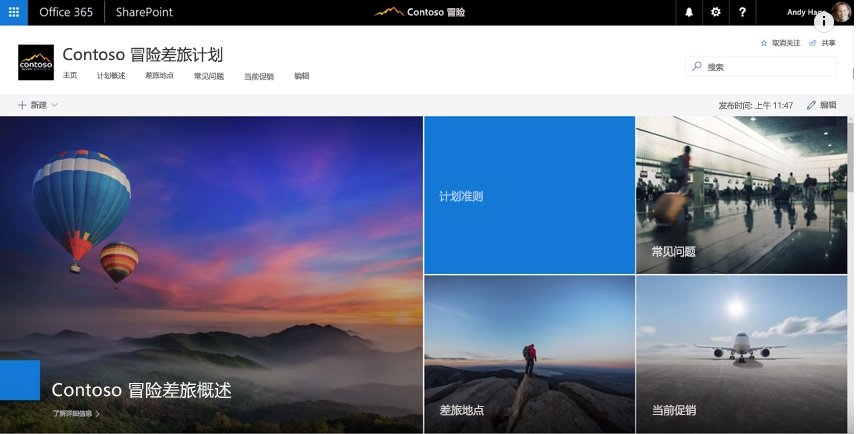 Office 365
SharePoint
Contoso 冒险
?
i
Contoso 冒险差旅计划
主页
计划概述
差旅地点
常见问题
当前促销
编辑
取消关注
共享
搜索
新建
发布时间: 上午 11:47
编辑
计划准则
常见问题
Contoso 冒险差旅概述
了解详细信息
差旅地点
当前促销
Andy
contoso